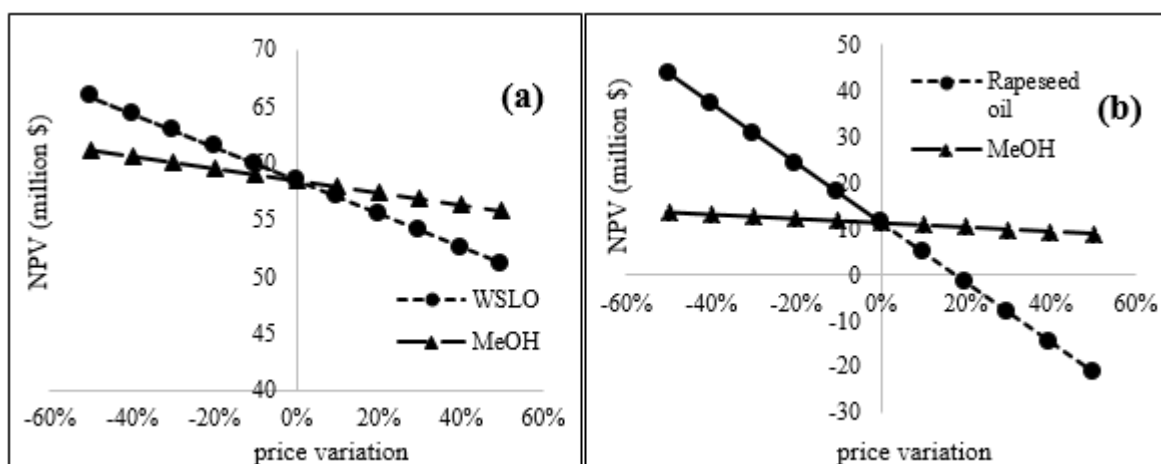 (a)
NPV (million $)
70
65
60
55
50
45
40
-60%
-40%
-20%
0%
20%
40%
60%
price variation
WSLO
MeOH
(b)
NPV (million $)
50
40
30
20
10
0
-10
-20
-30
-60%
-40%
-20%
0%
20%
40%
60%
price variation
Rapeseed
oil
MeOH